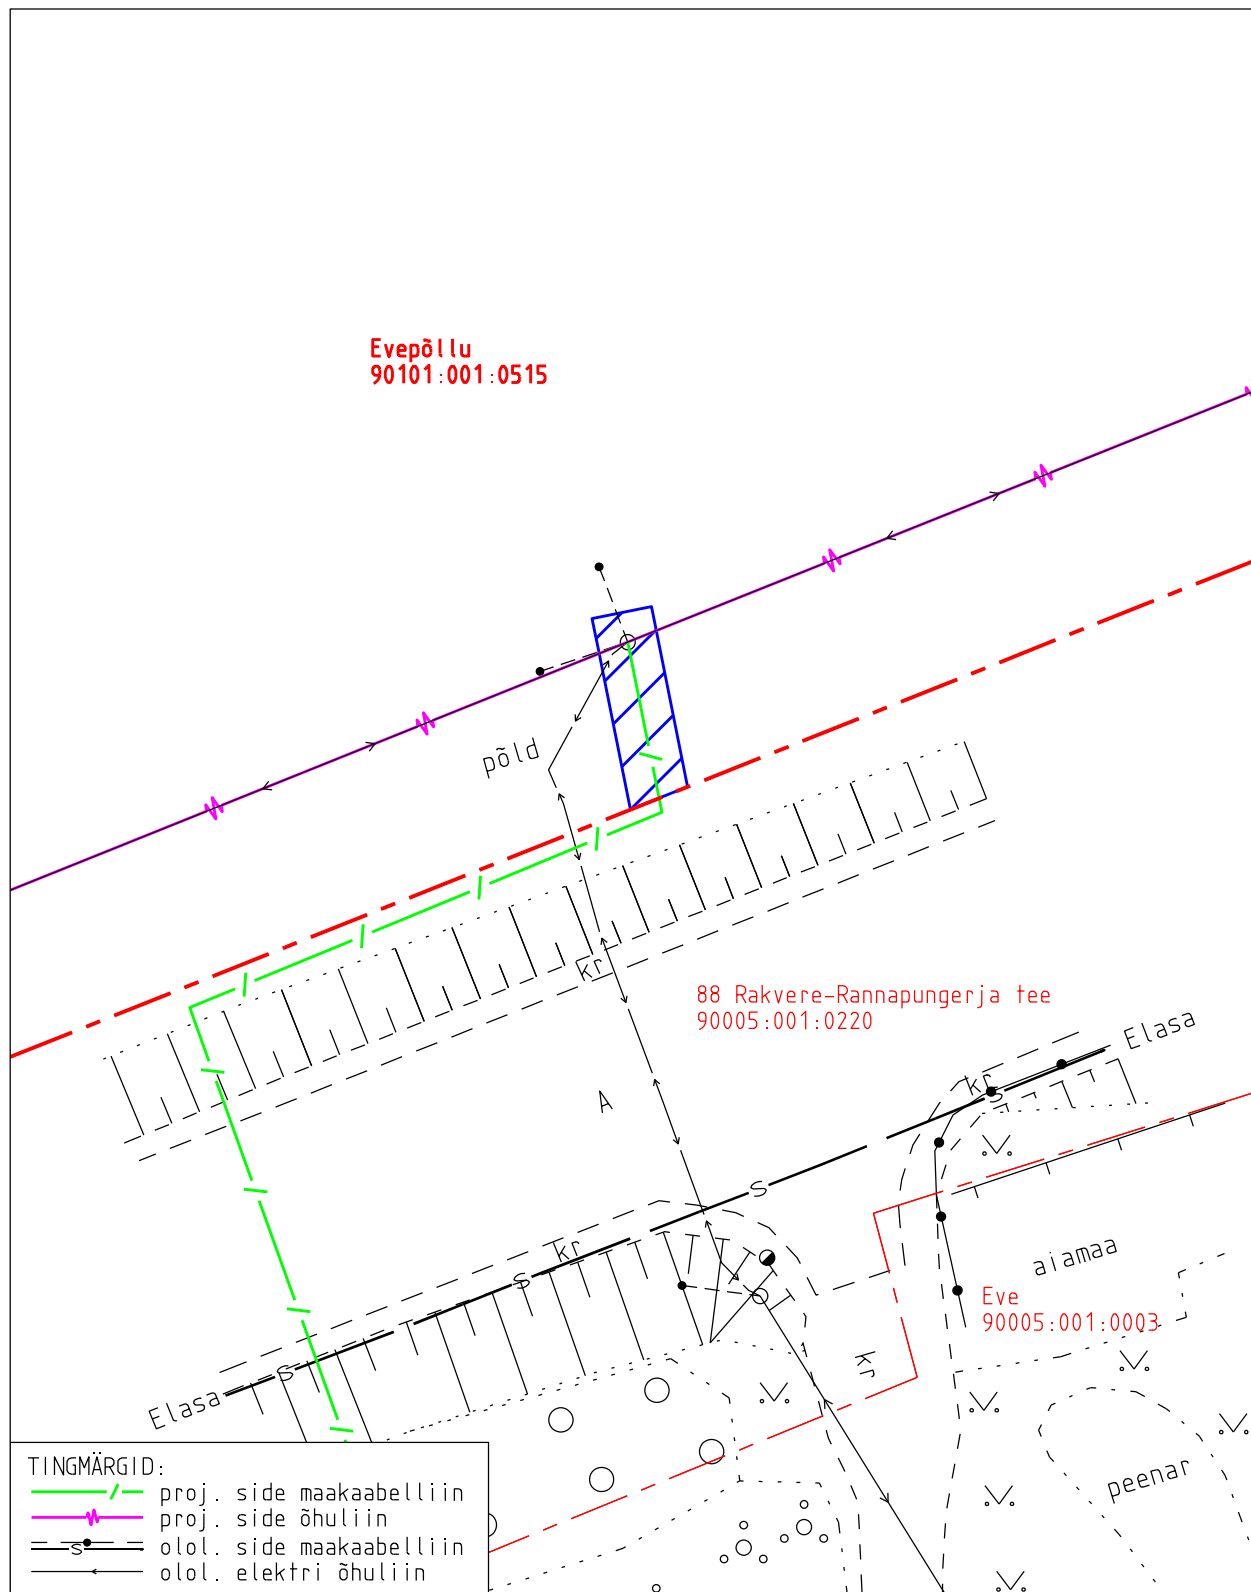 Evepõllu
90101:001:0515
põld
kr
88 Rakvere-Rannapungerja tee
90005:001:0220
Elasa
kr
S
A
S
kr
S
aiamaa
Eve
90005:001:0003
kr
S
Elasa
peenar
TINGMÄRGID:
proj. side maakaabelliin
proj. side õhuliin
S olol. side maakaabelliin
olol. elektri õhuliin